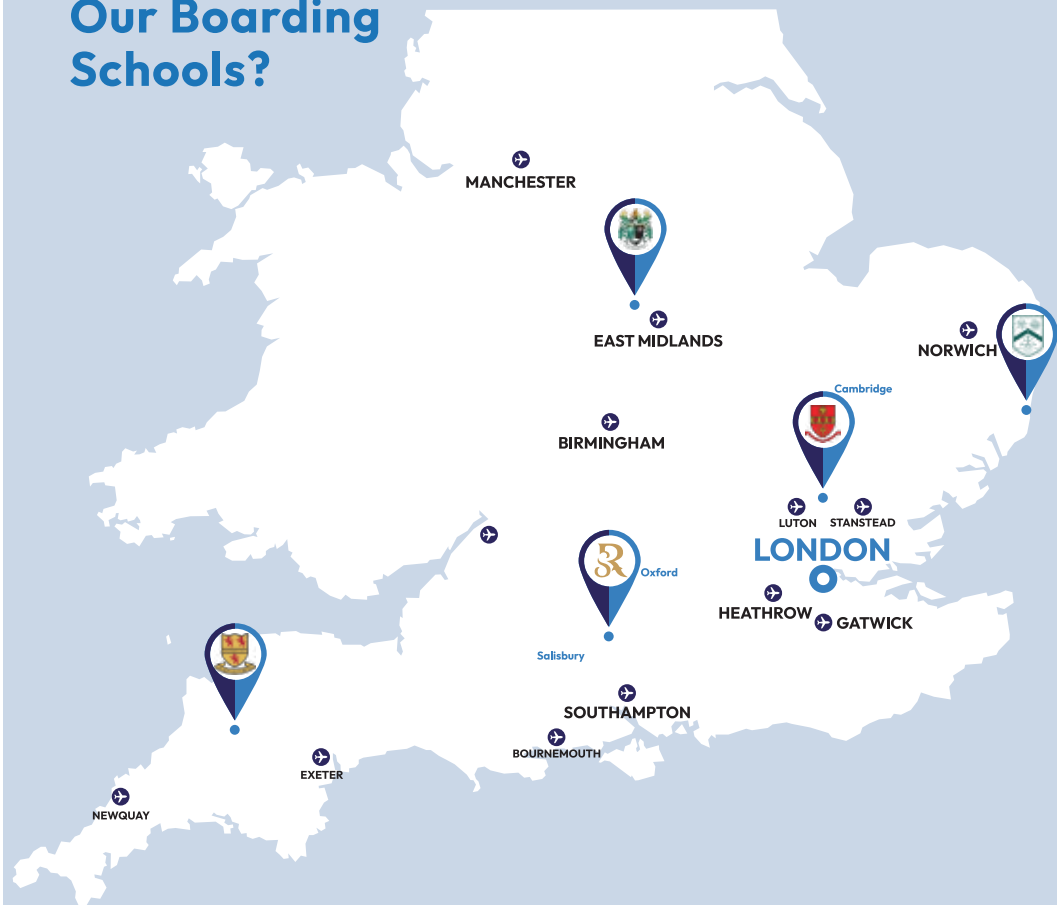 Our Boarding
Schools?
MANCHESTER
EAST MIDLANDS
NORWICH
Cambridge
BIRMINGHAM
LUTON
STANSTEAD
LONDON
Oxford
HEATHROW
GATWICK
Salisbury
SOUTHAMPTON
BOURNEMOUTH
EXETER
NEWQUAY
SR